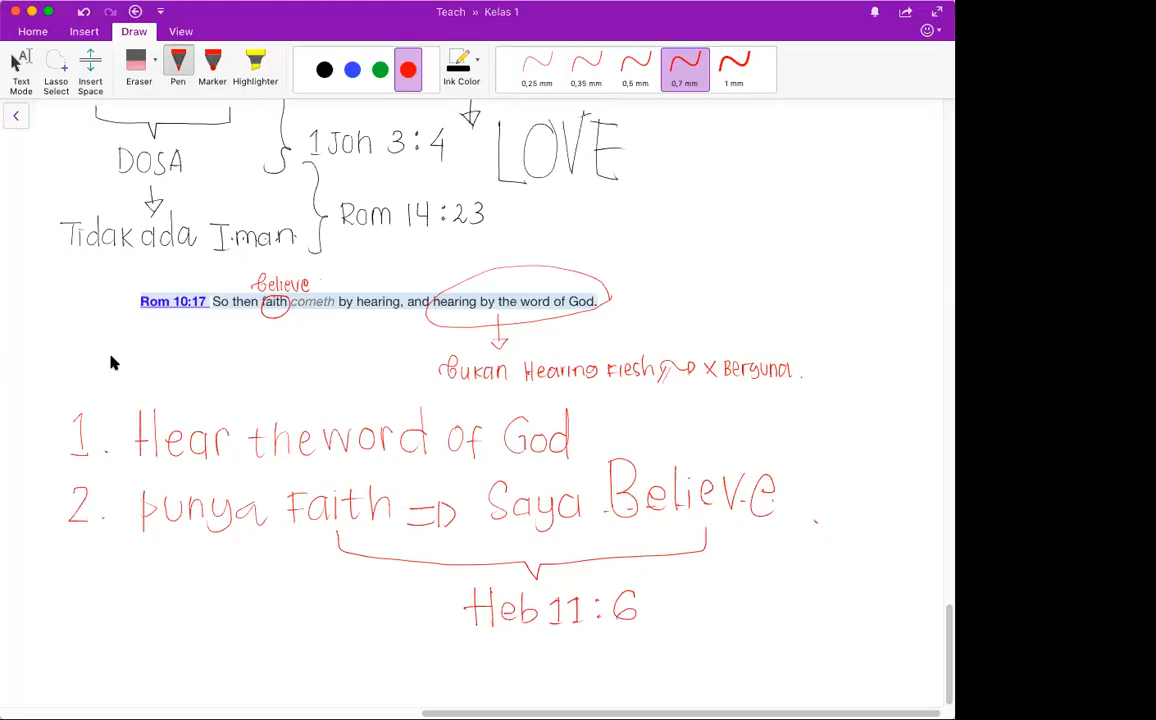 Teach » Kelas 1
Home Insert Draw View
Text Mode
Lasso Select
Insert Space
Eraser
Pen
Marker
Highlighter
Ink Color
0,25 mm
0,35 mm
0,5 mm
0,7 mm
1 mm
DOSA
1 Joh 3:4
LOVE
Tidak ada Iman
Rom 14:23
Believe
Rom 10:17 So then faith cometh by hearing, and hearing by the word of God.
Bukan Hearing Flesh x Berguna.
1. Hear the word of God
2. Punya Faith => Saya Believe.
Heb 11:6